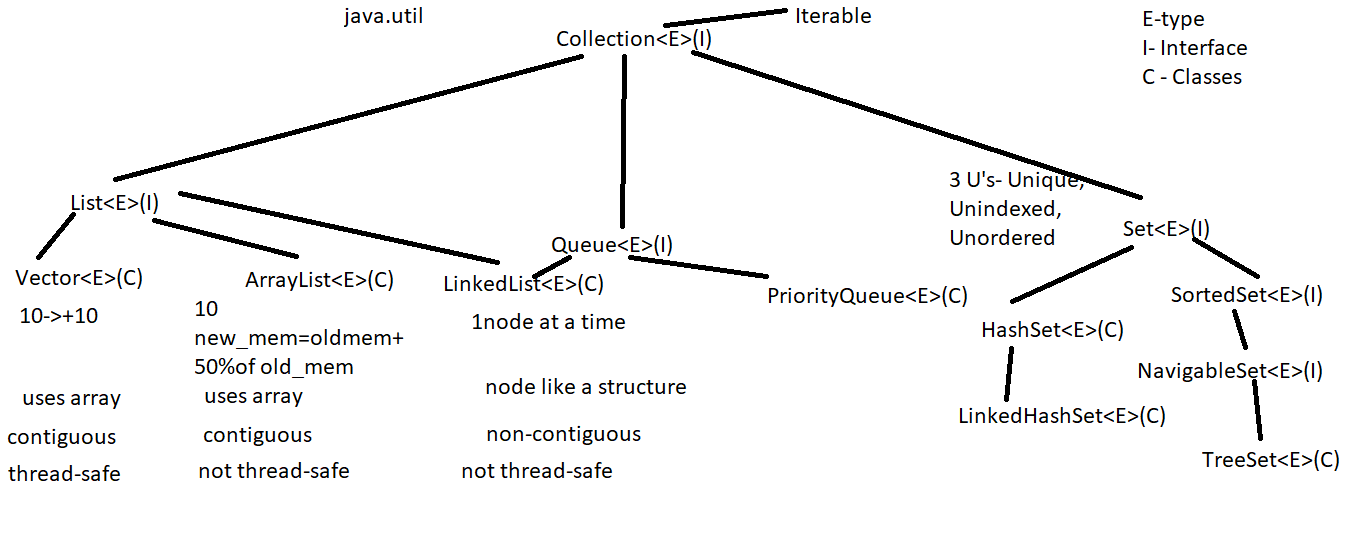 java.util
Iterable
Collection<E>(I)
E-type
I- Interface
C - Classes
3 U's- Unique,
Unindexed,
Unordered
List<E>(I)
Queue<E>(I)
Set<E>(I)
Vector<E>(C)
ArrayList<E>(C)
LinkedList<E>(C)
PriorityQueue<E>(C)
HashSet<E>(C)
SortedSet<E>(I)
NavigableSet<E>(I)
LinkedHashSet<E>(C)
TreeSet<E>(C)
10->+10
uses array
contiguous
thread-safe
10
new_mem=oldmem+
50%of old_mem
uses array
contiguous
not thread-safe
1node at a time
node like a structure
non-contiguous
not thread-safe